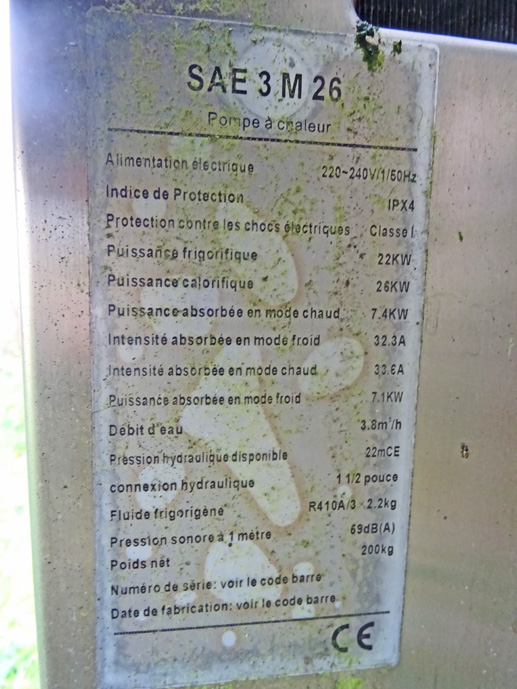 SAE 3 M 26
Pompe à chaleur
Alimentation électrique 220~240V/1/50Hz
Indice de Protection IPX4
Protection contre les chocs électriques Classe I
Puissance frigorifique 22KW
Puissance calorifique 26KW
Puissance absorbée en mode chaud 7.4KW
Intensité absorbée en mode froid 32.3A
Intensité absorbée en mode chaud 33.6A
Puissance absorbée en mode froid 7.1KW
Débit d'eau 3.8m³/h
Pression hydraulique disponible 22mCE
connexion hydraulique 1 1/2 pouce
Fluide frigorigène R410A/3 - 2.2kg
Pression sonore à 1 mètre 69dB(A)
Poids net 200kg
Numéro de série: voir le code barre
Date de fabrication: voir le code barre
CE